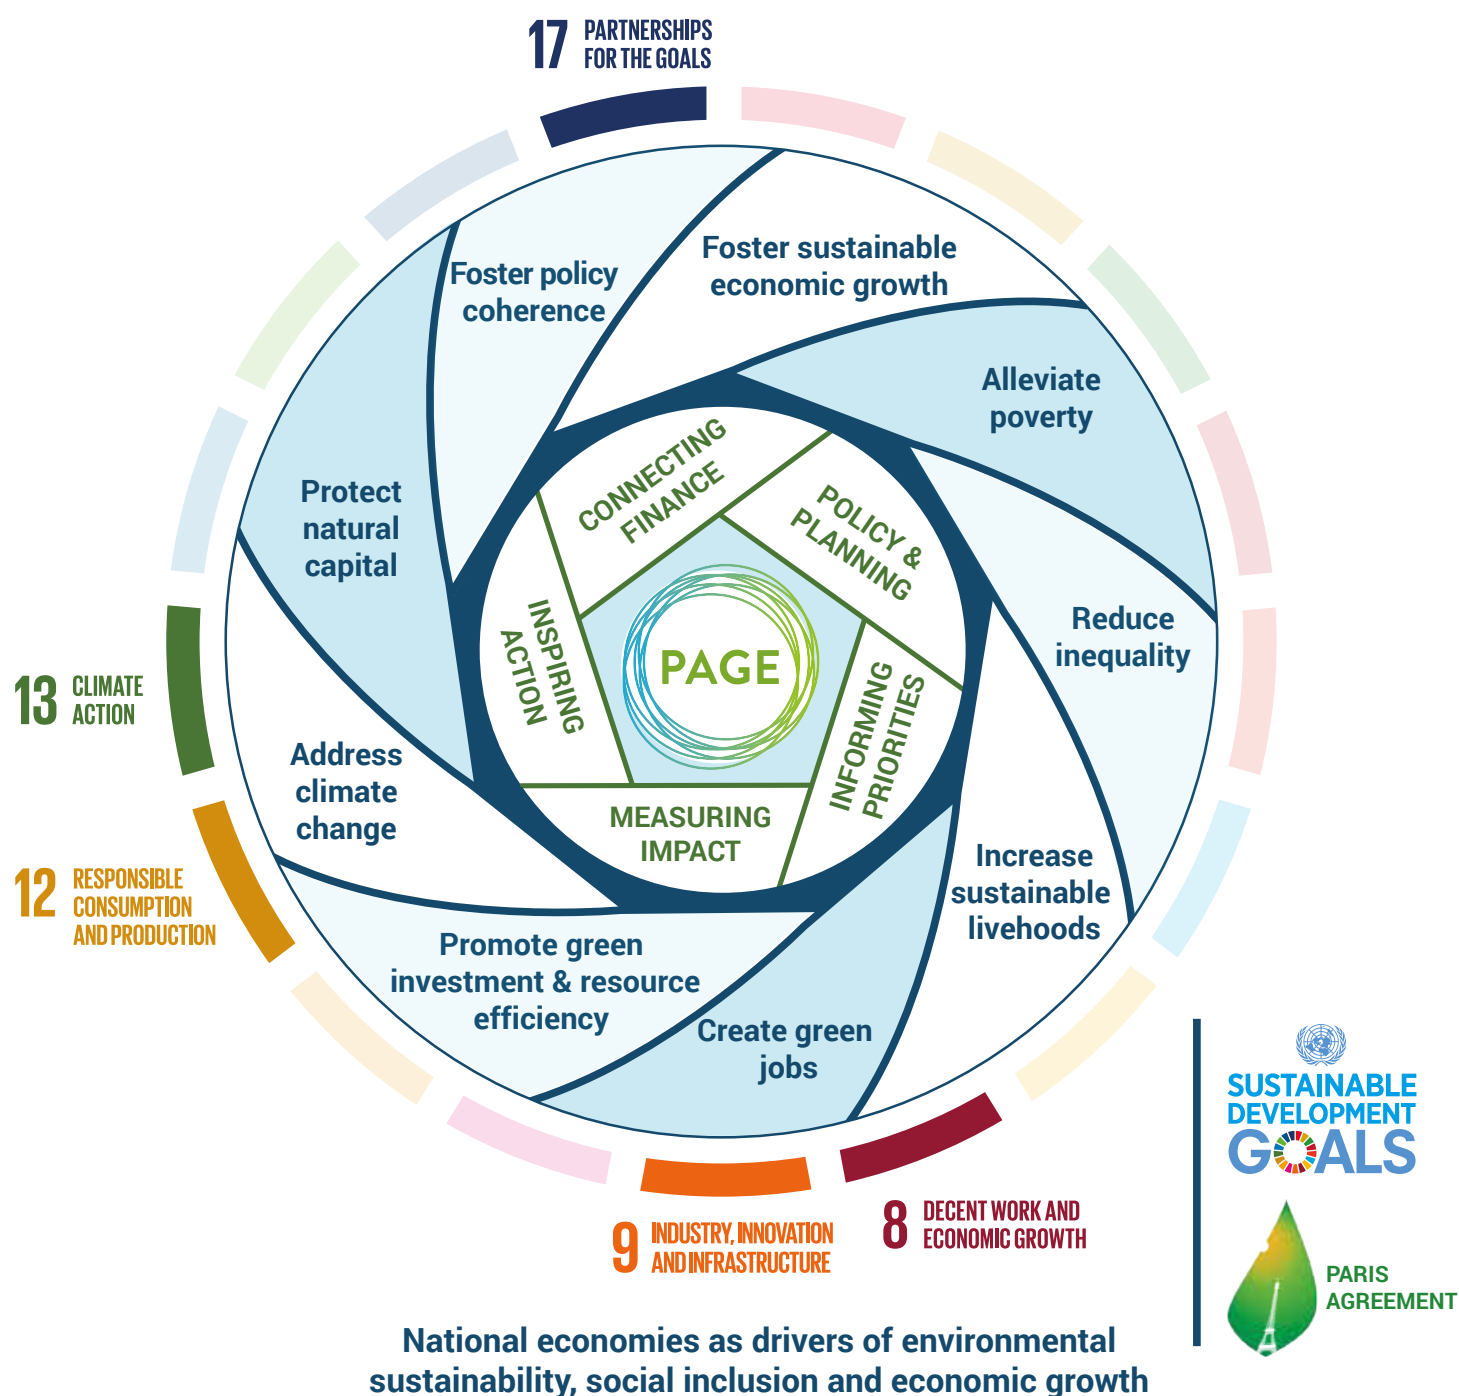 17 PARTNERSHIPS
FOR THE GOALS
Foster sustainable
economic growth
Foster policy
coherence
Alleviate
poverty
Protect
natural
capital
Reduce
inequality
CONNECTING
FINANCE
POLICY &
PLANNING
INSPIRING
ACTION
PAGE
INFORMING
PRIORITIES
MEASURING
IMPACT
13 CLIMATE
ACTION
Address
climate
change
12 RESPONSIBLE
CONSUMPTION
AND PRODUCTION
Increase
sustainable
livehoods
Promote green
investment & resource
efficiency
Create green
jobs
9 INDUSTRY, INNOVATION
AND INFRASTRUCTURE
8 DECENT WORK AND
ECONOMIC GROWTH
SUSTAINABLE
DEVELOPMENT
GOALS
PARIS
AGREEMENT
National economies as drivers of environmental
sustainability, social inclusion and economic growth